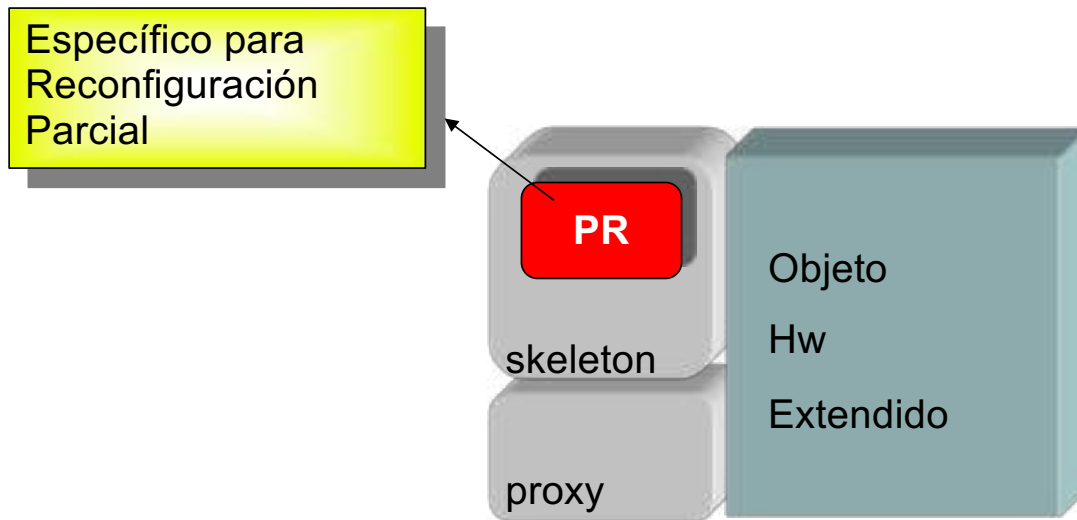 Específico para
Reconfiguración
Parcial
PR
skeleton
proxy
Objeto
Hw
Extendido